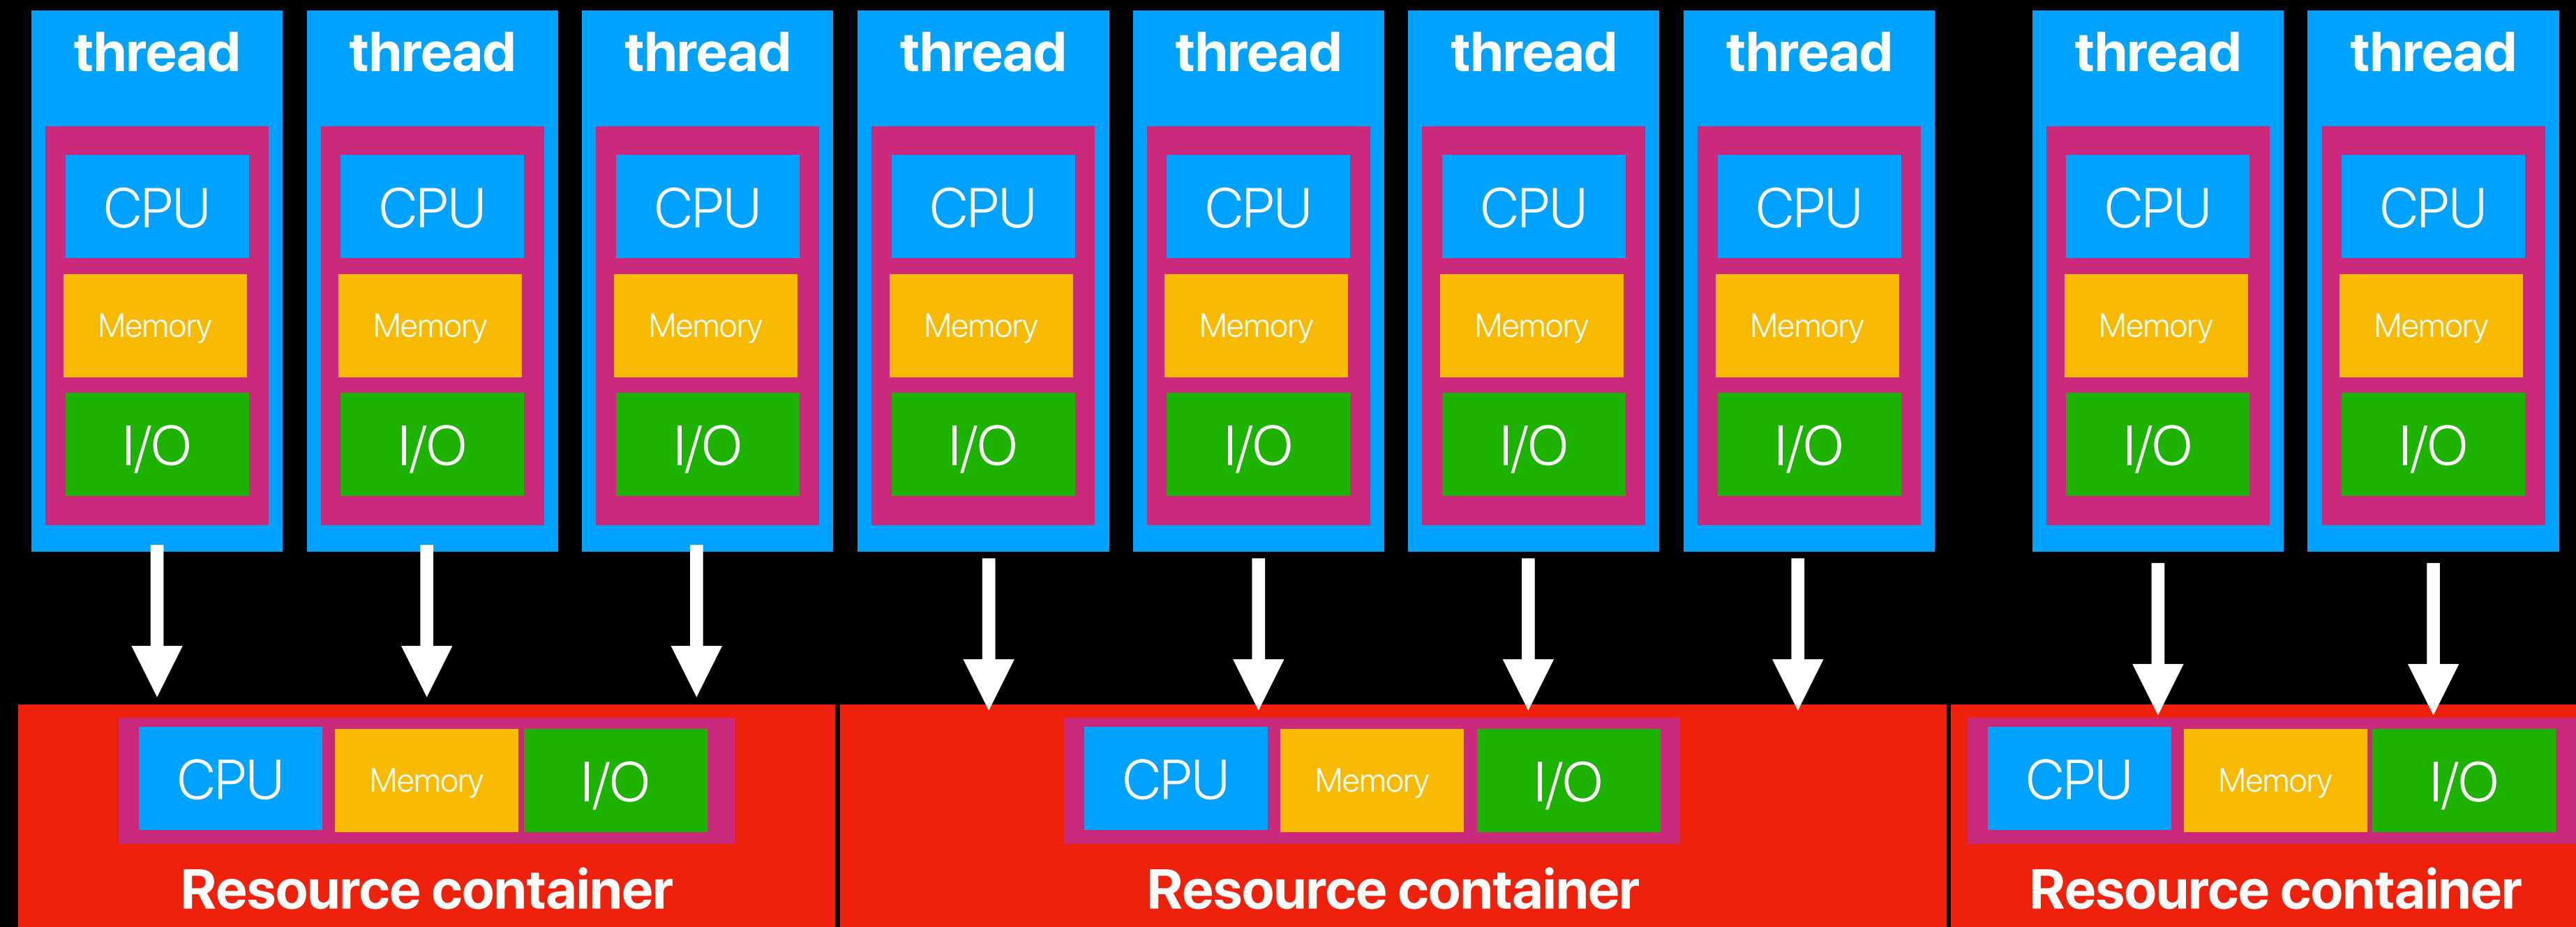 thread thread thread thread thread thread thread thread thread
CPU CPU CPU CPU CPU CPU CPU CPU CPU
Memory Memory Memory Memory Memory Memory Memory Memory Memory
I/O I/O I/O I/O I/O I/O I/O I/O I/O
CPU Memory I/O CPU Memory I/O CPU Memory I/O
Resource container Resource container Resource container